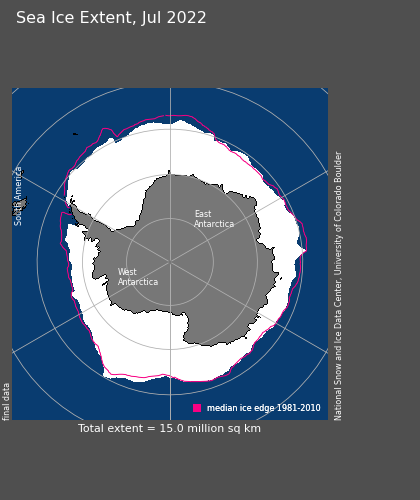 Sea Ice Extent, Jul 2022
South America
East
Antarctica
West
Antarctica
National Snow and Ice Data Center, University of Colorado Boulder
final data
median ice edge 1981-2010
Total extent = 15.0 million sq km